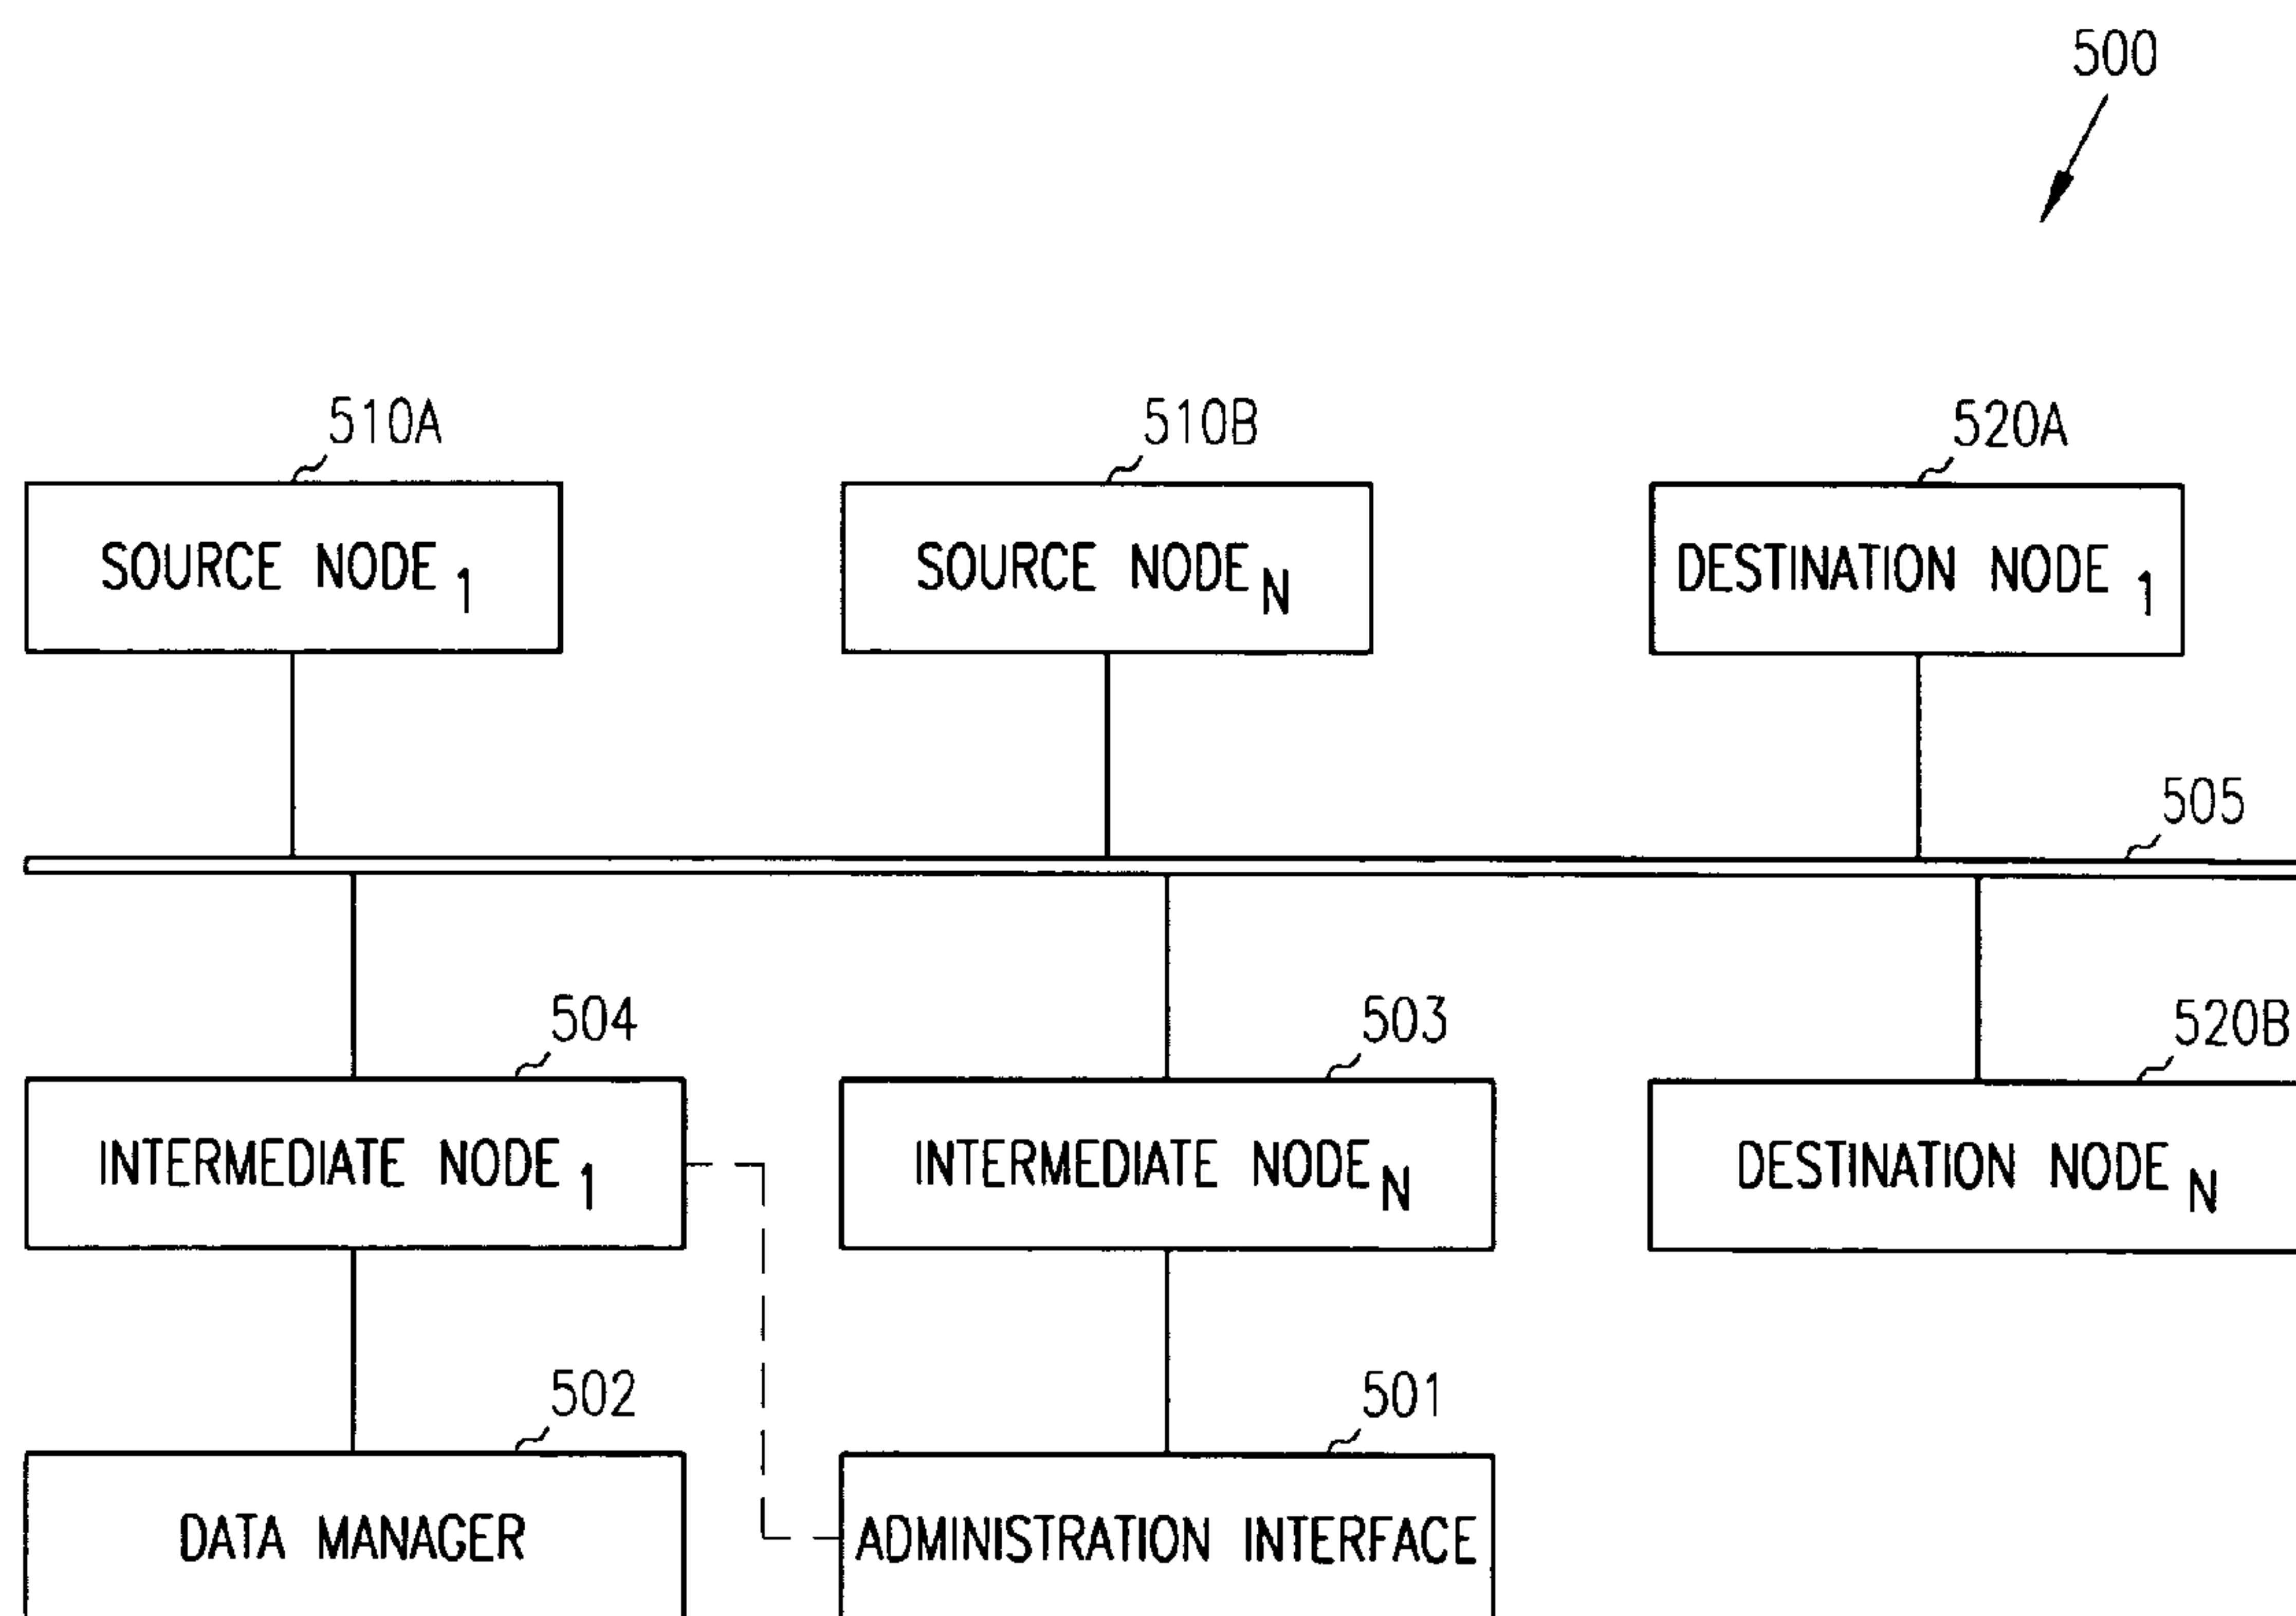 500
510A
510B
520A
SOURCE NODE 1
SOURCE NODE N
DESTINATION NODE 1
505
504
503
520B
INTERMEDIATE NODE 1
INTERMEDIATE NODE N
DESTINATION NODE N
502
501
DATA MANAGER
ADMINISTRATION INTERFACE